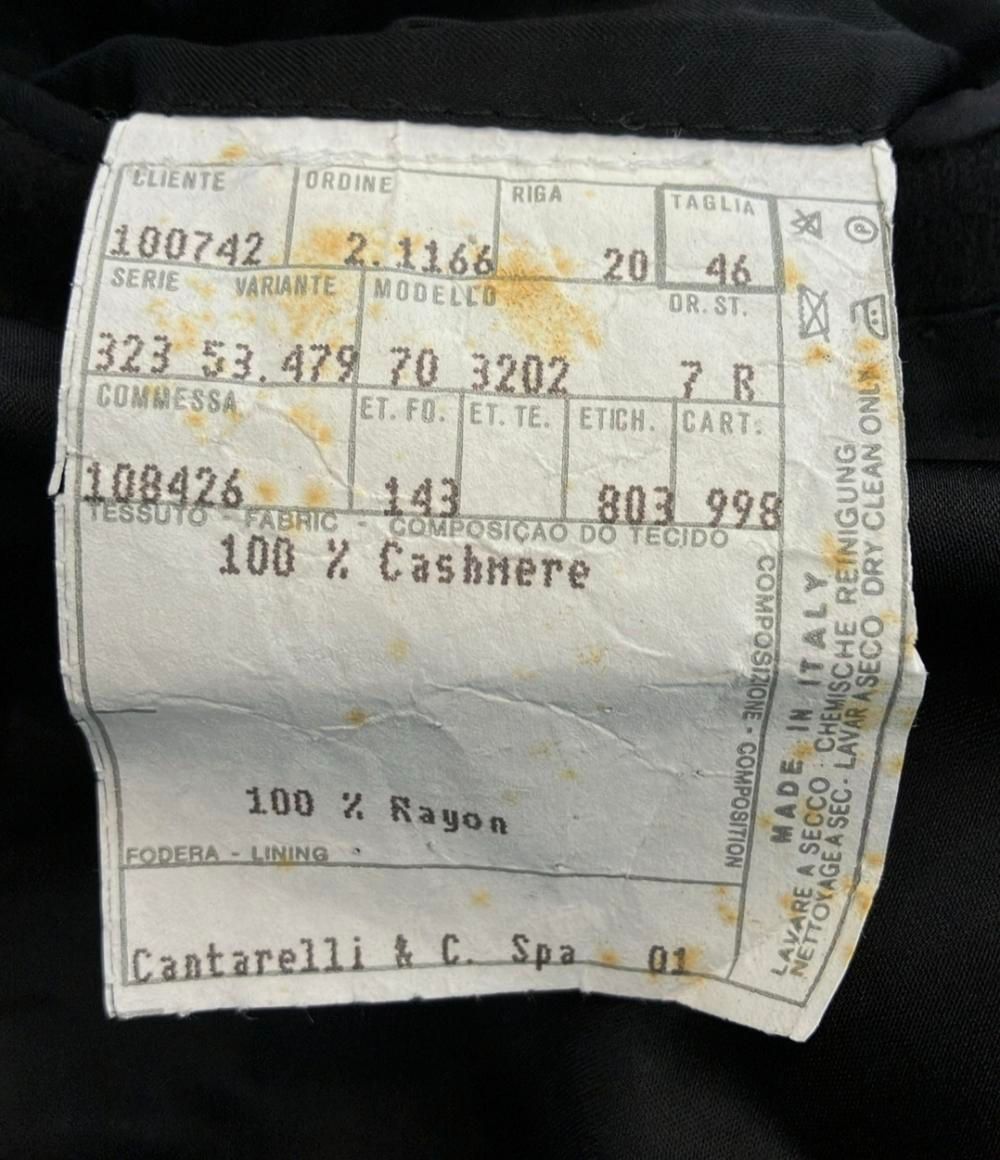 CLIENTE ORDINE RIGA TAGLIA
100742 2.1166 20 46
SERIE VARIANTE MODELLO DR. ST.
323 53.479 70 3202 7 R
COMMESSA ET. FO. ET. TE. ETICH. CART.
108426 143 803 998
TESSUTO - FABRIC - COMPOSIÇAO DO TECIDO
100 % Cashmere
COMPOSIZIONE - COMPOSITION
100 % Rayon
FODERA - LINING
Cantarelli & C. Spa 01
MADE IN ITALY
LAVARE A SECCO · CHEMISCHE REINIGUNG
NETTOYAGE A SEC · LAVAR A SECO DRY CLEAN ONLY
P